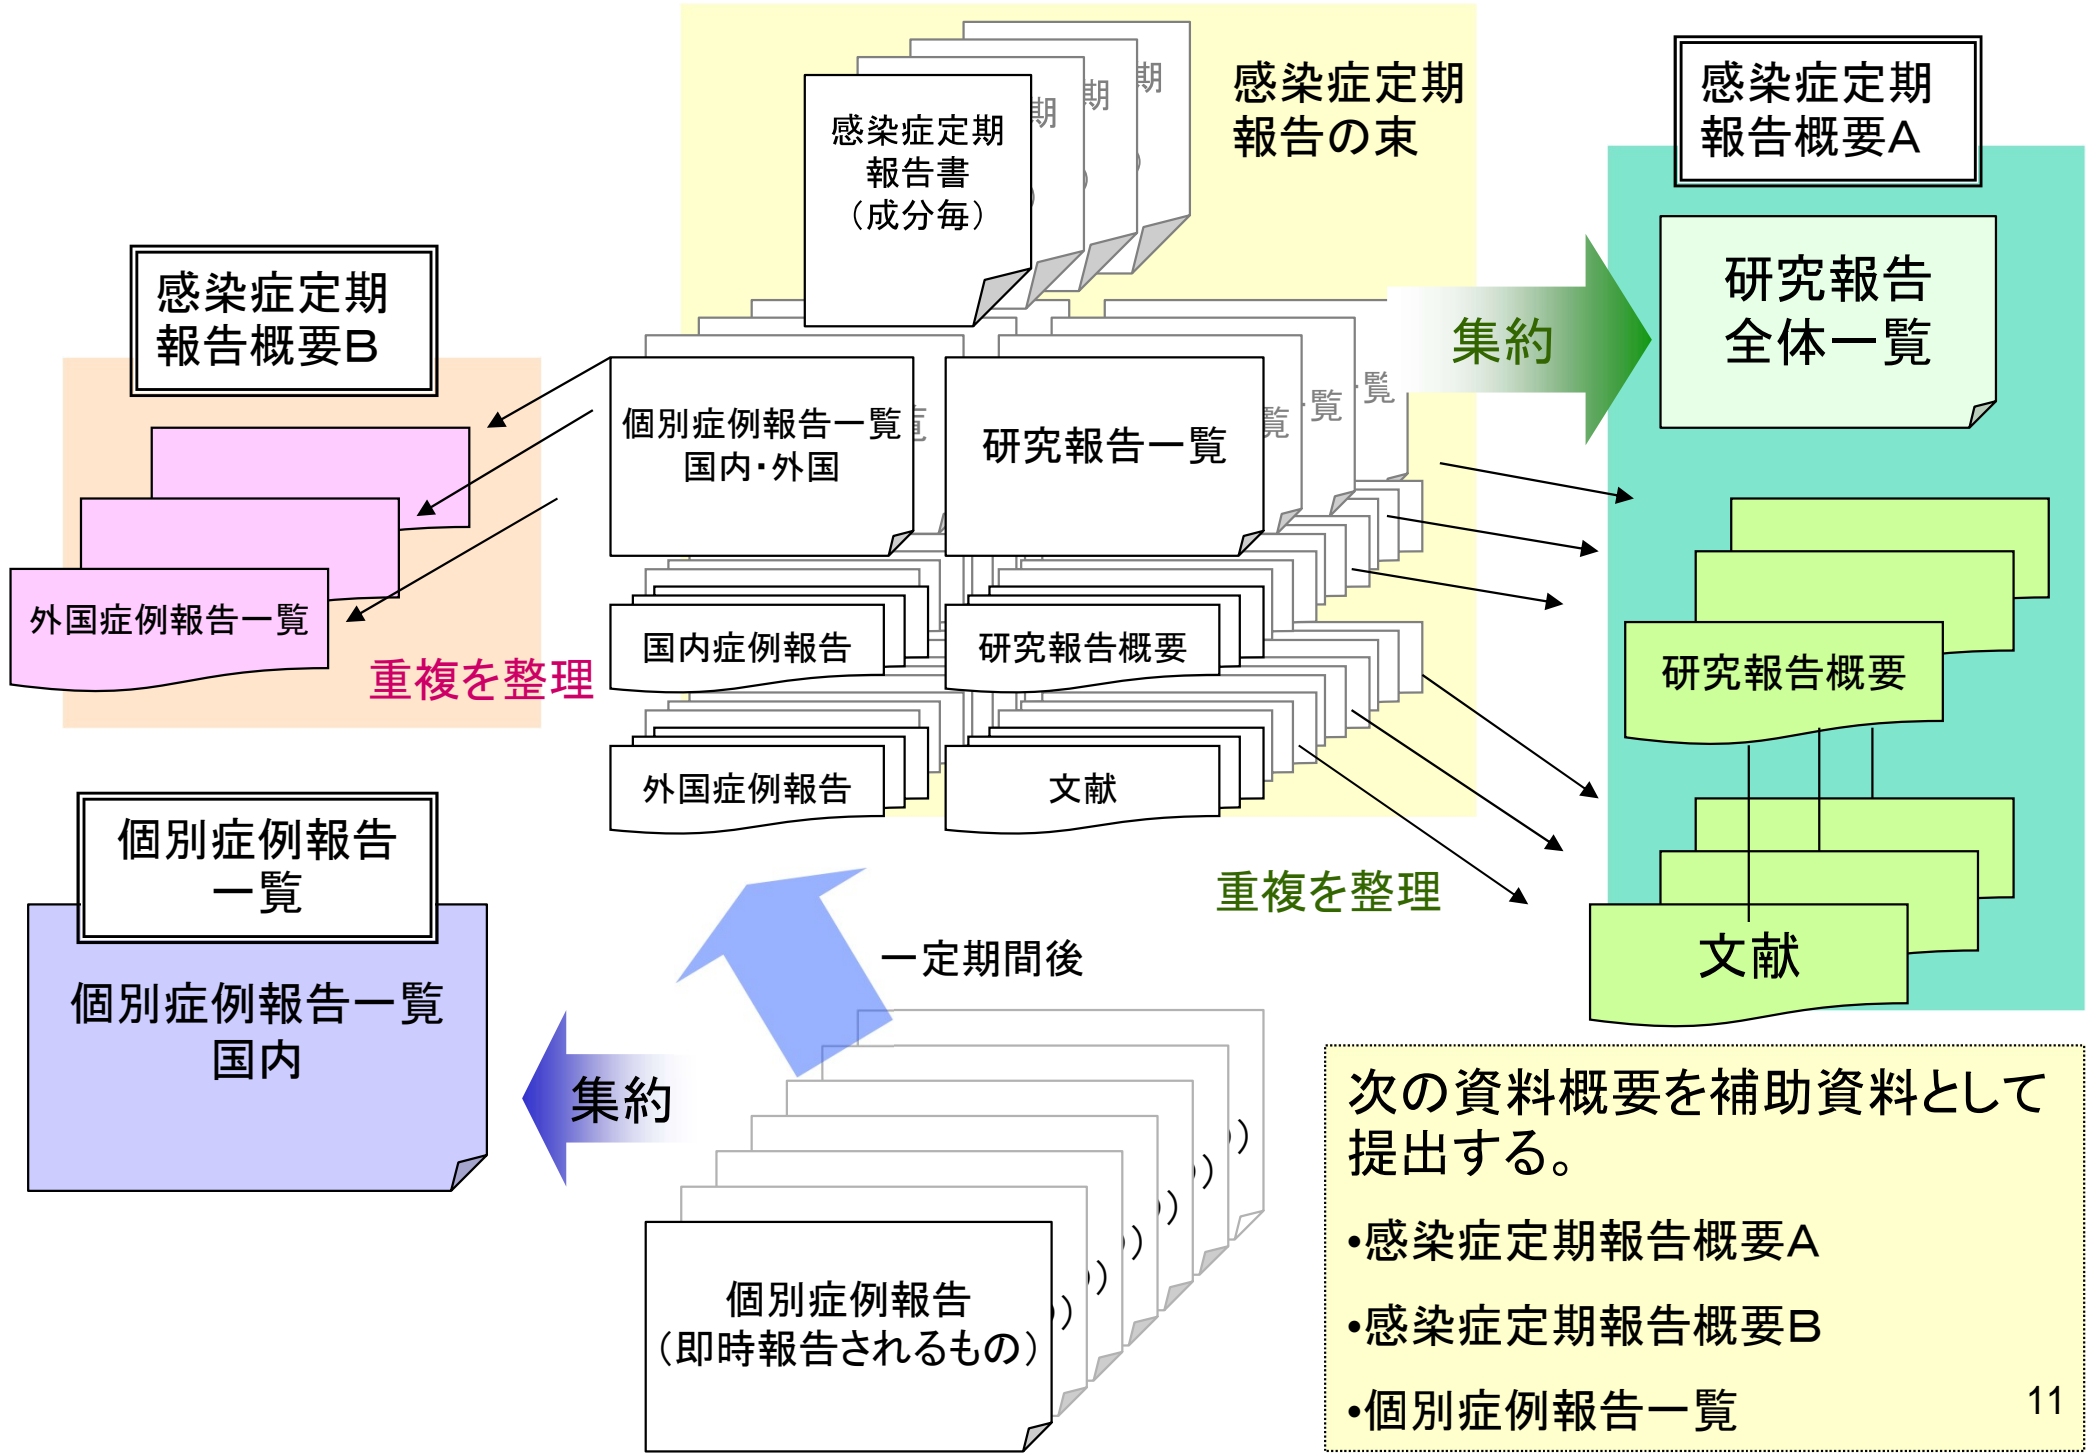 感染症定期
報告の束
感染症定期
報告書
（成分毎）
期
期
期
感染症定期
報告概要A
研究報告
全体一覧
集約
感染症定期
報告概要B
個別症例報告一覧
国内・外国
覧
研究報告一覧
覧
一覧
一覧
外国症例報告一覧
重複を整理
国内症例報告
研究報告概要
研究報告概要
外国症例報告
文献
重複を整理
文献
個別症例報告
一覧
個別症例報告一覧
国内
一定期間後
集約
個別症例報告
（即時報告されるもの）
次の資料概要を補助資料として
提出する。
•感染症定期報告概要A
•感染症定期報告概要B
•個別症例報告一覧
11